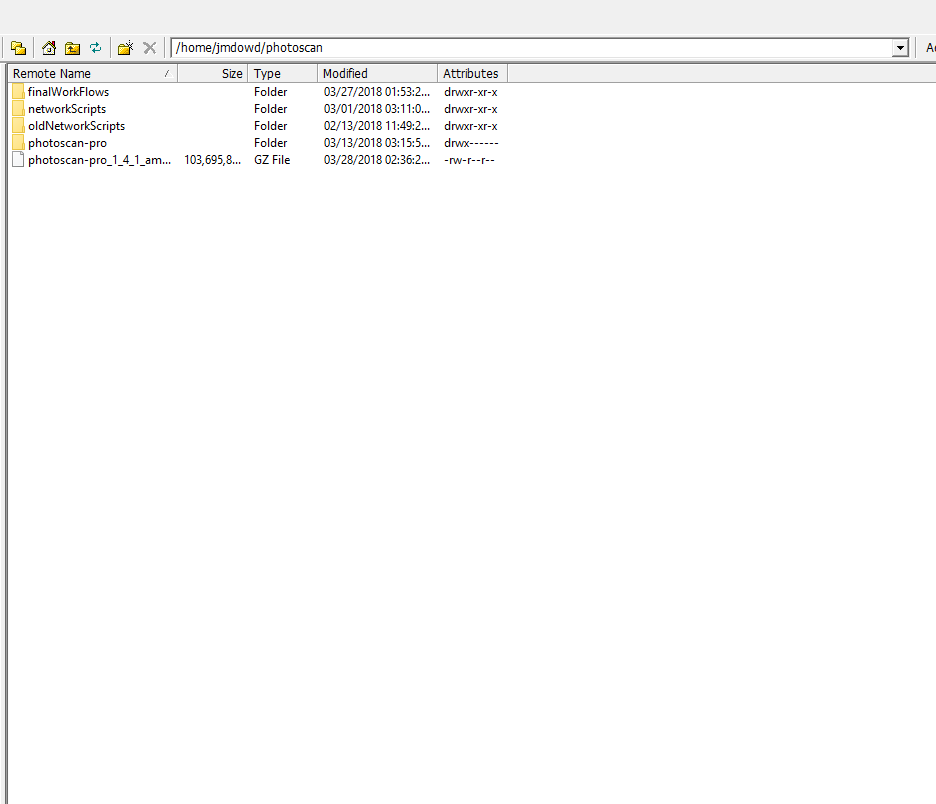 /home/jmdowd/photoscan
Remote Name / Size Type Modified Attributes
finalWorkFlows Folder 03/27/2018 01:53:2... drwxr-xr-x
networkScripts Folder 03/01/2018 03:11:0... drwxr-xr-x
oldNetworkScripts Folder 02/13/2018 11:49:2... drwxr-xr-x
photoscan-pro Folder 03/13/2018 03:15:5... drwx------
photoscan-pro_1_4_1_am... 103,695,8... GZ File 03/28/2018 02:36:2... -rw-r--r--